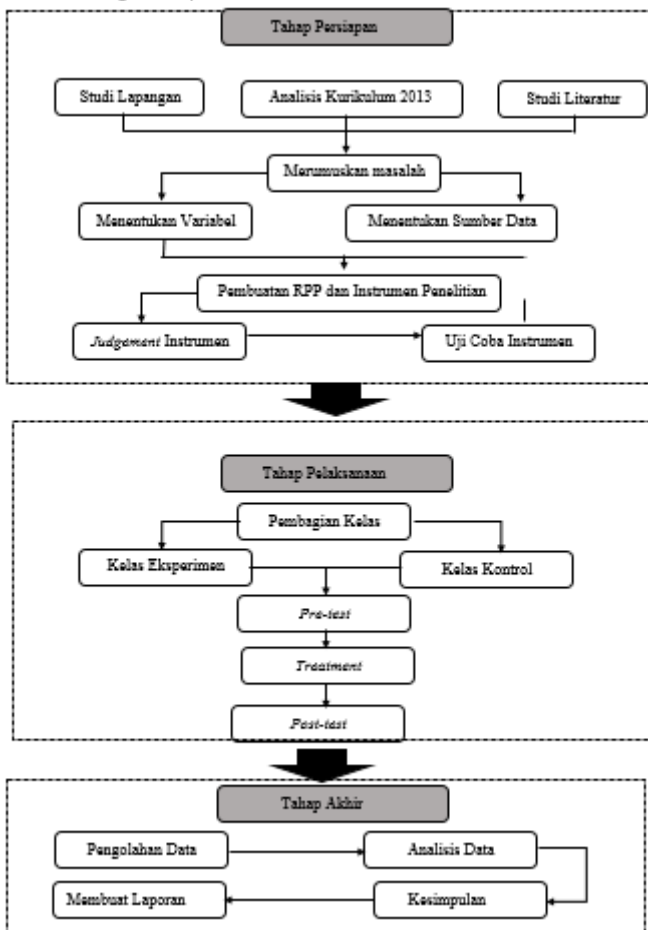 Tahap Persiapan
Studi Lapangan
Analisis Kurikulum 2013
Studi Literatur
Merumuskan masalah
Menentukan Variabel
Menentukan Sumber Data
Pembuatan RPP dan Instrumen Penelitian
Judgement Instrumen
Uji Coba Instrumen
Tahap Pelaksanaan
Pembagian Kelas
Kelas Eksperimen
Kelas Kontrol
Pre-test
Treatment
Post-test
Tahap Akhir
Pengolahan Data
Analisis Data
Membuat Laporan
Kesimpulan